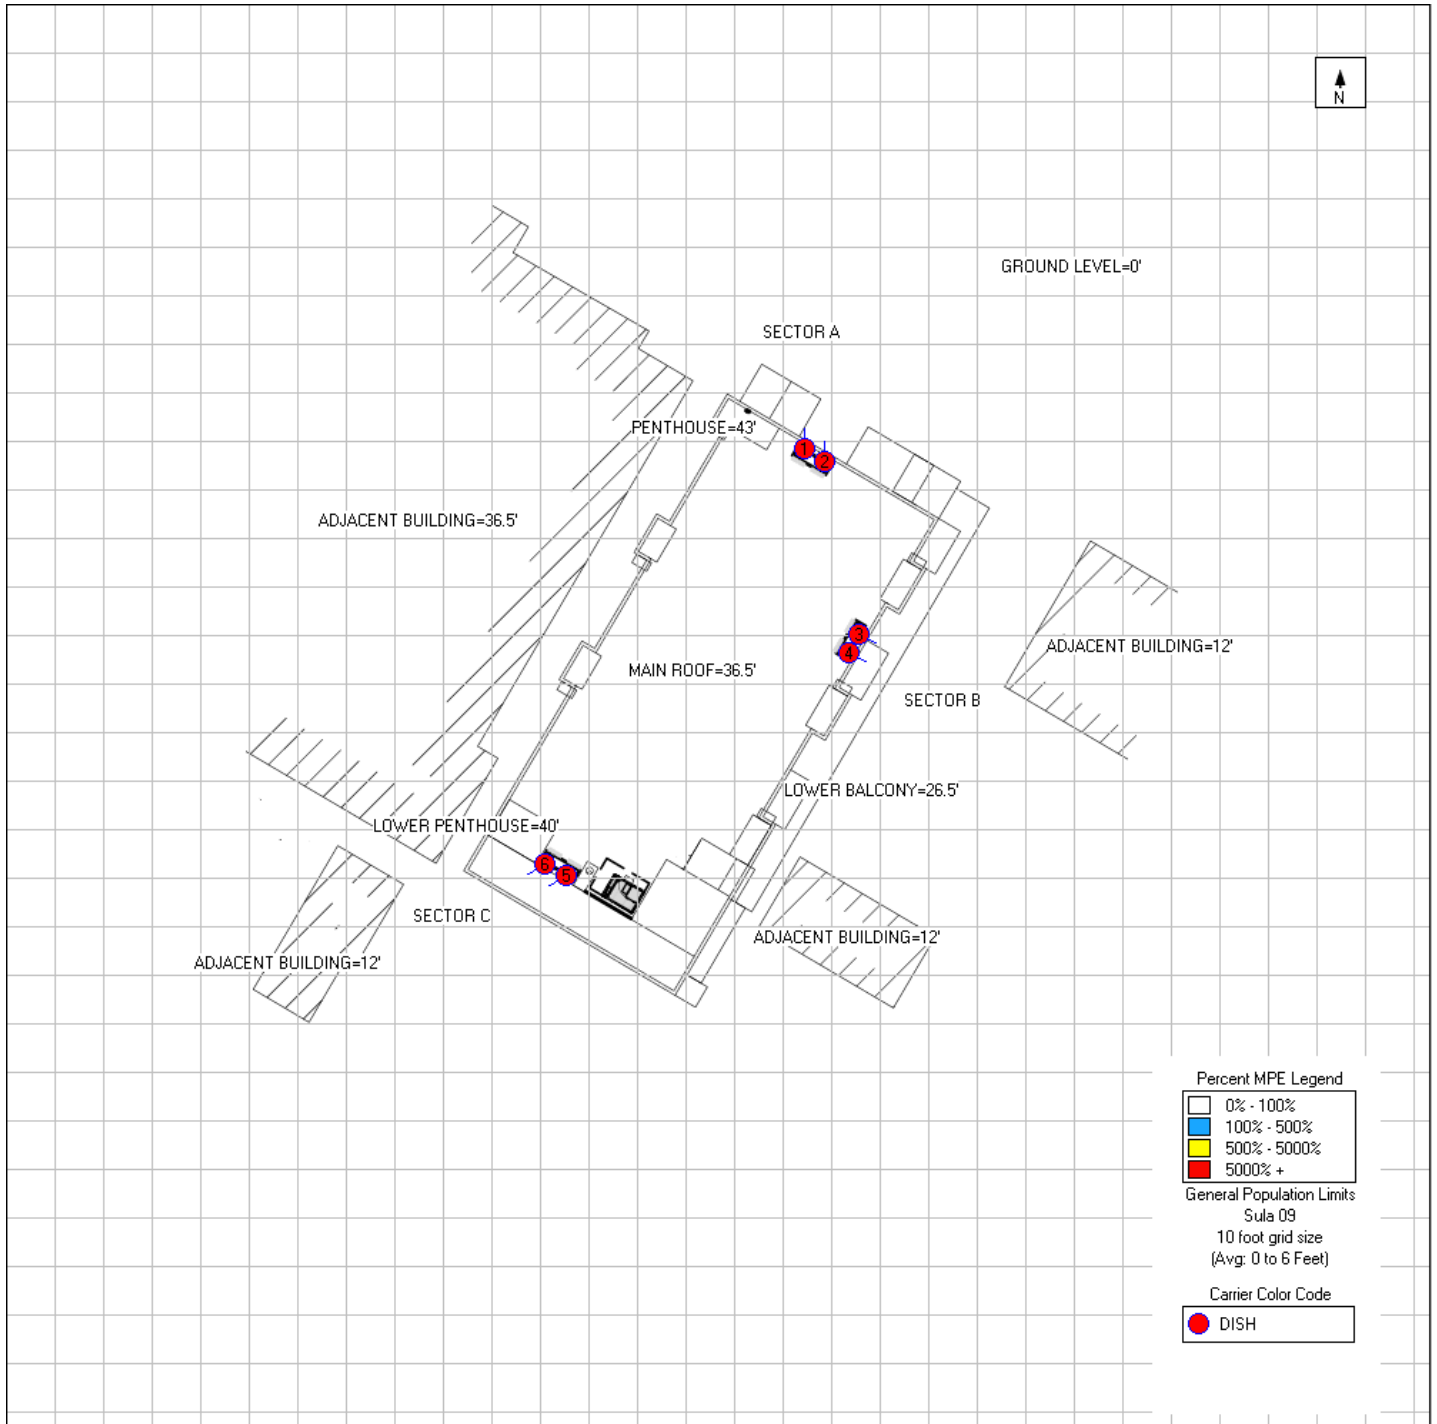 N
GROUND LEVEL=0'
SECTOR A
PENTHOUSE=43'
1
2
ADJACENT BUILDING=36.5'
3
ADJACENT BUILDING=12'
4
MAIN ROOF=36.5'
SECTOR B
LOWER BALCONY=26.5'
LOWER PENTHOUSE=40'
6
5
SECTOR C
ADJACENT BUILDING=12'
ADJACENT BUILDING=12'
Percent MPE Legend
0% - 100%
100% - 500%
500% - 5000%
5000% +
General Population Limits
Sula 09
10 foot grid size
(Avg: 0 to 6 Feet)
Carrier Color Code
DISH